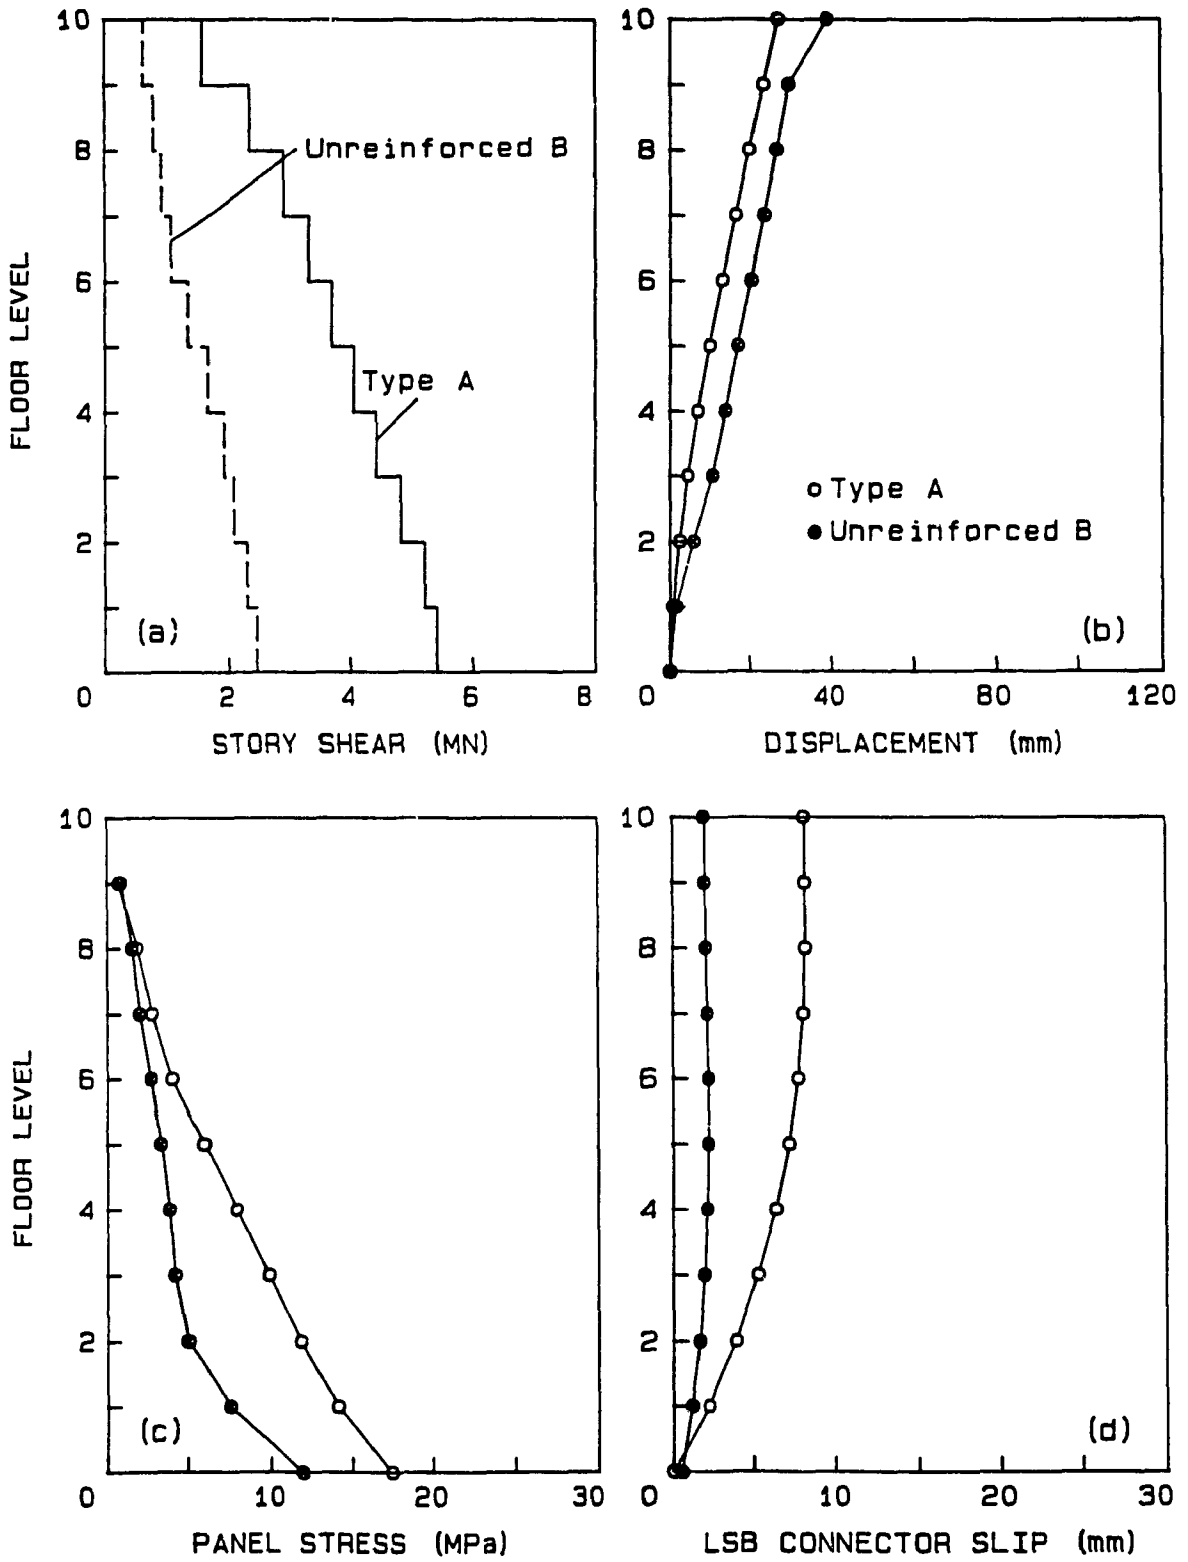 10
8
6
4
2
0
FLOOR LEVEL
Unreinforced B
Type A
(a)
2
4
6
8
STORY SHEAR (MN)
10
8
6
4
2
0
Type A
Unreinforced B
(b)
40
80
120
DISPLACEMENT (mm)
10
8
6
4
2
0
FLOOR LEVEL
(c)
10
20
30
PANEL STRESS (MPa)
10
8
6
4
2
0
(d)
10
20
30
LSB CONNECTOR SLIP (mm)